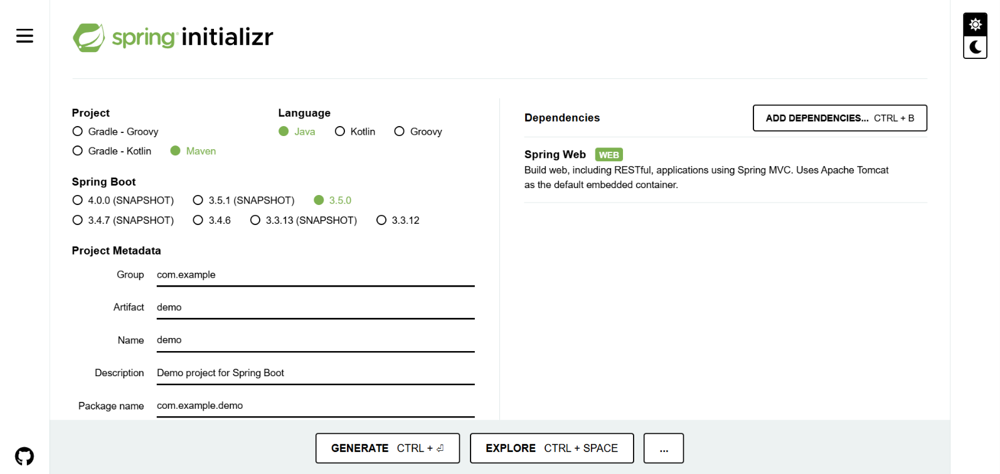 spring initializr
Project
Gradle - Groovy
Gradle - Kotlin
Maven
Language
Java
Kotlin
Groovy
Spring Boot
4.0.0 (SNAPSHOT)
3.5.1 (SNAPSHOT)
3.5.0
3.4.7 (SNAPSHOT)
3.4.6
3.3.13 (SNAPSHOT)
3.3.12
Project Metadata
Group com.example
Artifact demo
Name demo
Description Demo project for Spring Boot
Package name com.example.demo
Dependencies
ADD DEPENDENCIES... CTRL + B
Spring Web WEB
Build web, including RESTful, applications using Spring MVC. Uses Apache Tomcat
as the default embedded container.
GENERATE CTRL + ⏎
EXPLORE CTRL + SPACE
...